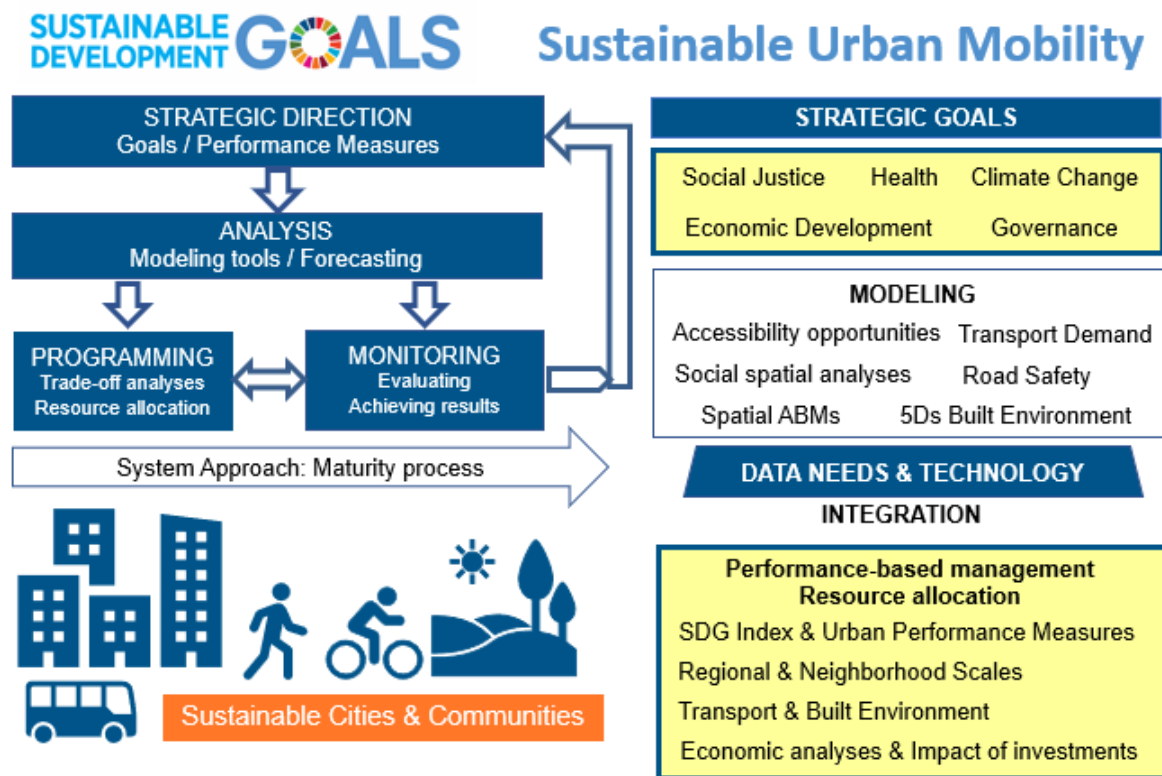 SUSTAINABLE
DEVELOPMENT
GOALS
Sustainable Urban Mobility
STRATEGIC DIRECTION
Goals / Performance Measures
ANALYSIS
Modeling tools / Forecasting
PROGRAMMING
Trade-off analyses
Resource allocation
MONITORING
Evaluating
Achieving results
System Approach: Maturity process
Sustainable Cities & Communities
STRATEGIC GOALS
Social Justice Health Climate Change
Economic Development Governance
MODELING
Accessibility opportunities Transport Demand
Social spatial analyses Road Safety
Spatial ABMs 5Ds Built Environment
DATA NEEDS & TECHNOLOGY
INTEGRATION
Performance-based management
Resource allocation
SDG Index & Urban Performance Measures
Regional & Neighborhood Scales
Transport & Built Environment
Economic analyses & Impact of investments